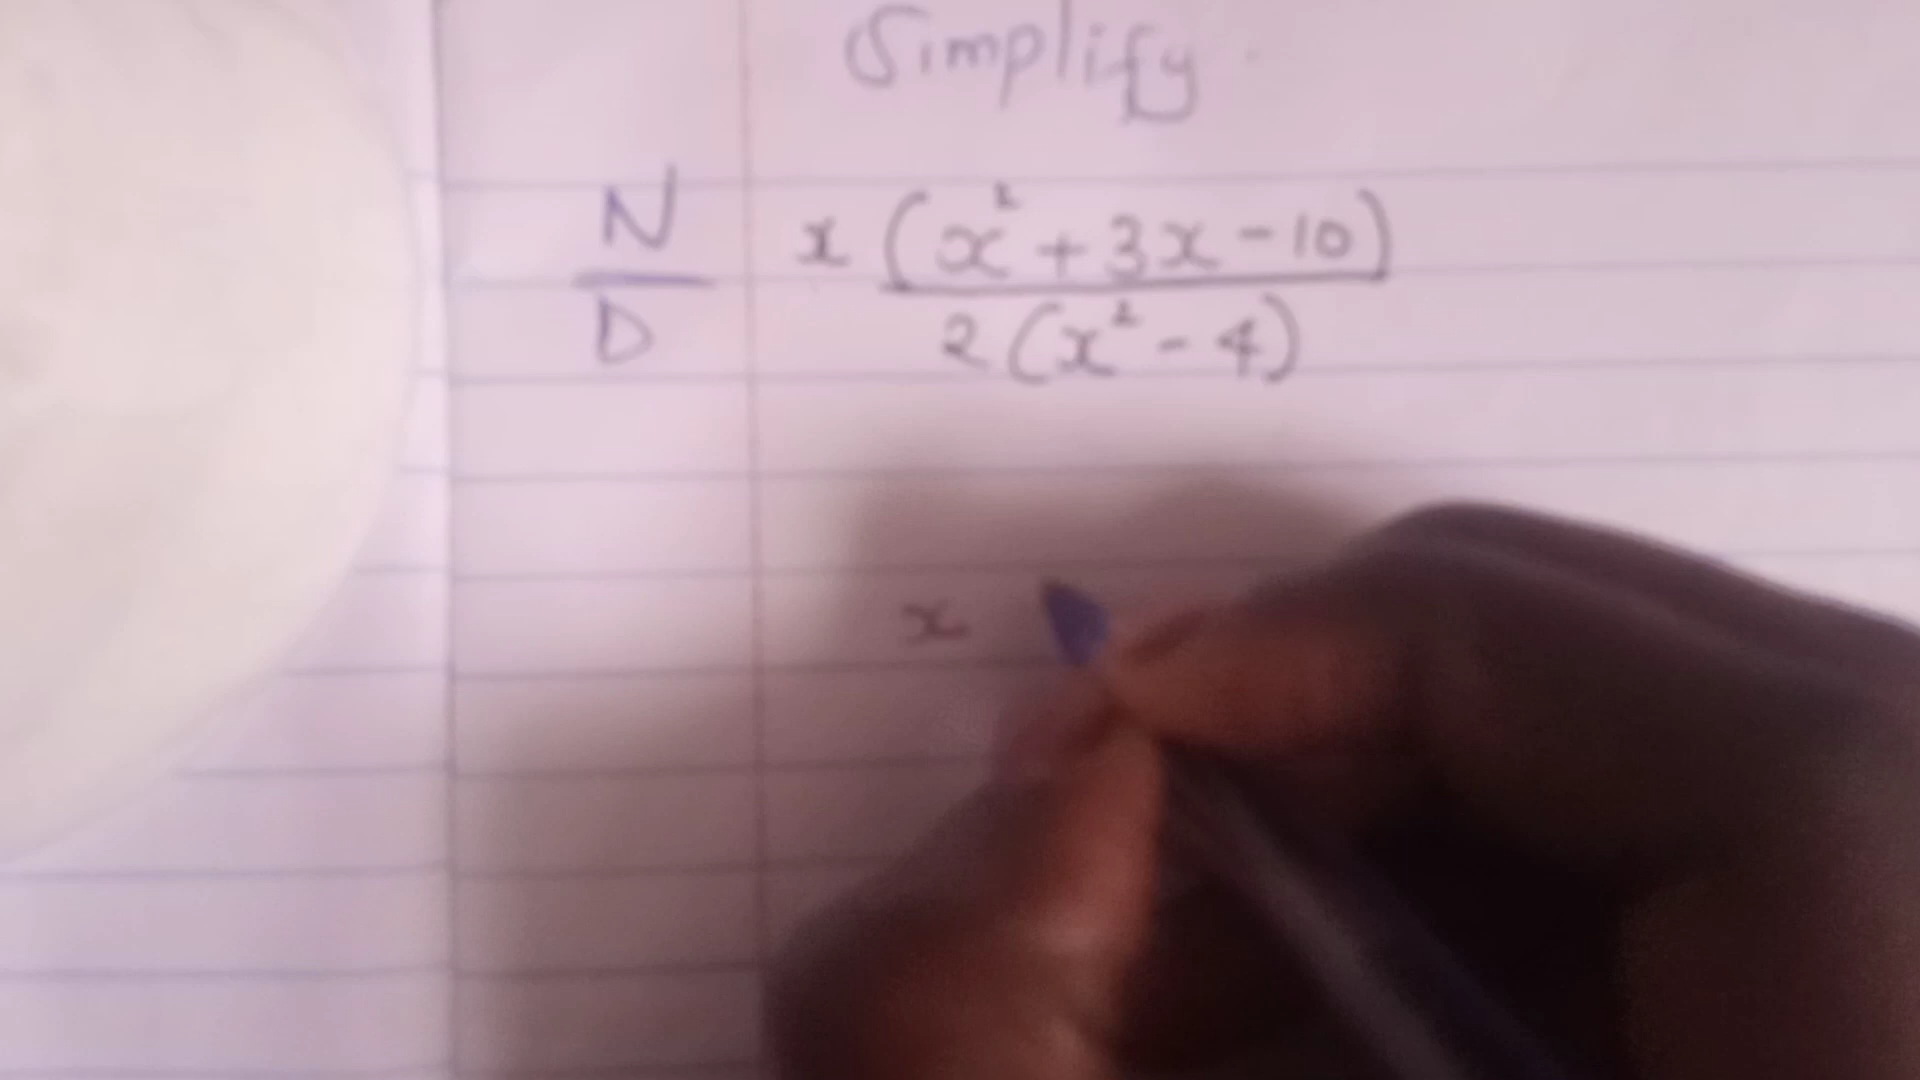 Simplify.
N x (x² + 3x - 10)
D 2 (x² - 4)
x